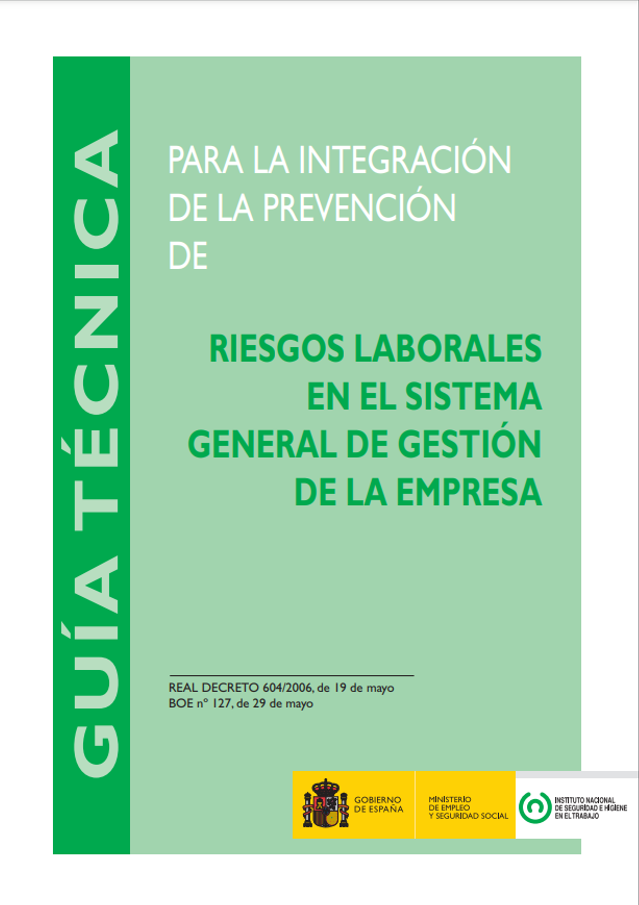 GUÍA TÉCNICA
PARA LA INTEGRACIÓN
DE LA PREVENCIÓN
DE
RIESGOS LABORALES
EN EL SISTEMA
GENERAL DE GESTIÓN
DE LA EMPRESA
REAL DECRETO 604/2006, de 19 de mayo
BOE nº 127, de 29 de mayo
GOBIERNO
DE ESPAÑA
MINISTERIO
DE EMPLEO
Y SEGURIDAD SOCIAL
INSTITUTO NACIONAL
DE SEGURIDAD E HIGIENE
EN EL TRABAJO